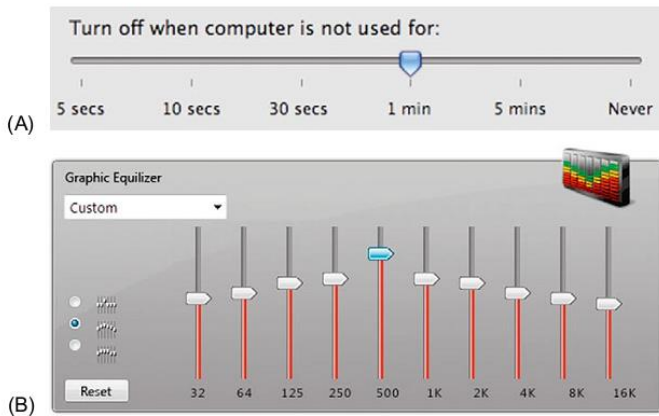 Turn off when computer is not used for:
5 secs 10 secs 30 secs 1 min 5 mins Never
(A)
Graphic Equilizer
Custom
Reset
32 64 125 250 500 1K 2K 4K 8K 16K
(B)